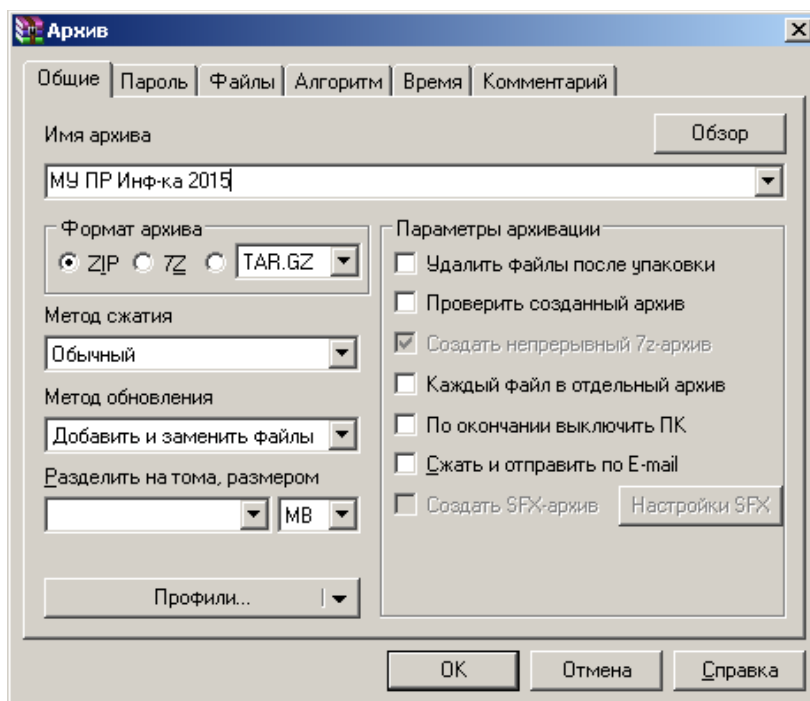 Архив
Общие Пароль Файлы Алгоритм Время Комментарий
Имя архива
Обзор
МУ ПР Инф-ка 2015
Формат архива
ZIP 7Z TAR.GZ
Метод сжатия
Обычный
Метод обновления
Добавить и заменить файлы
Разделить на тома, размером
MB
Профили...
Параметры архивации
Удалить файлы после упаковки
Проверить созданный архив
Создать непрерывный 7z-архив
Каждый файл в отдельный архив
По окончании выключить ПК
Сжать и отправить по E-mail
Создать SFX-архив Настройки SFX
OK Отмена Справка